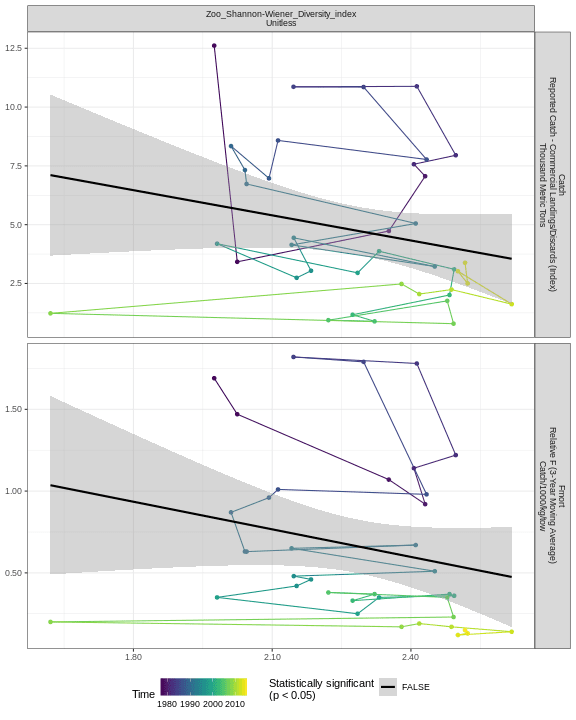 Zoo_Shannon-Wiener_Diversity_index
Unitless
12.5
10.0
7.5
5.0
2.5
Catch
Reported Catch - Commercial Landings/Discards (Index)
Thousand Metric Tons
1.50
1.00
0.50
Fmort
Relative F (3-Year Moving Average)
Catch/1000/kg/tow
1.80
2.10
2.40
Time
1980 1990 2000 2010
Statistically significant
(p < 0.05)
FALSE